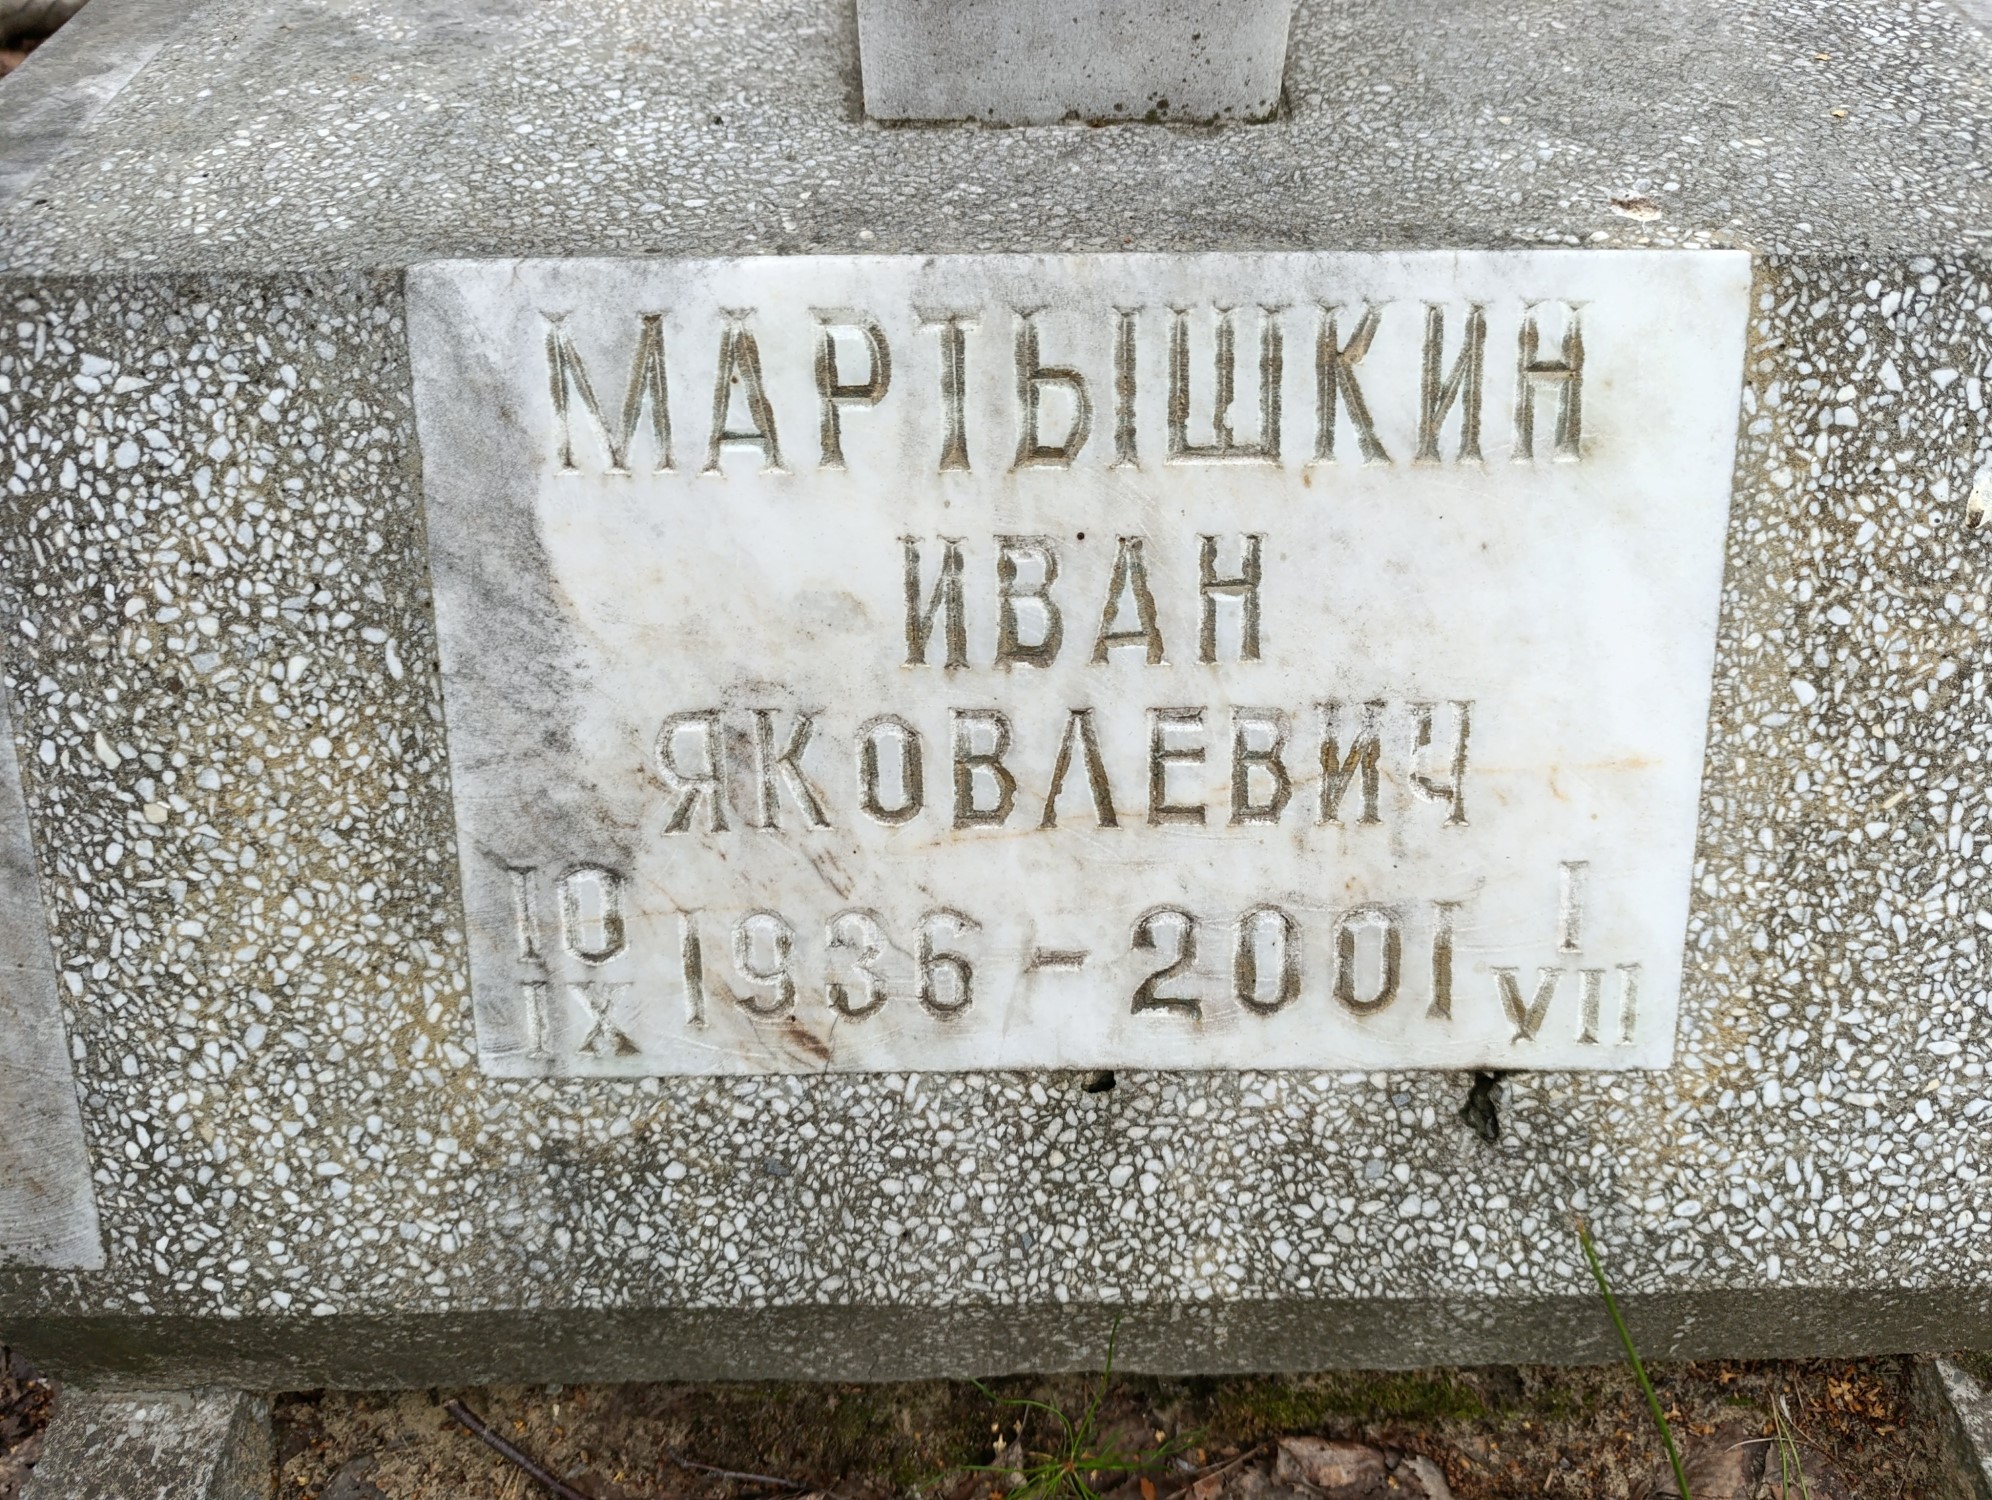 МАРТЫШКИН
ИВАН
ЯКОВЛЕВИЧ
10 1936 - 2001 I
IX VII